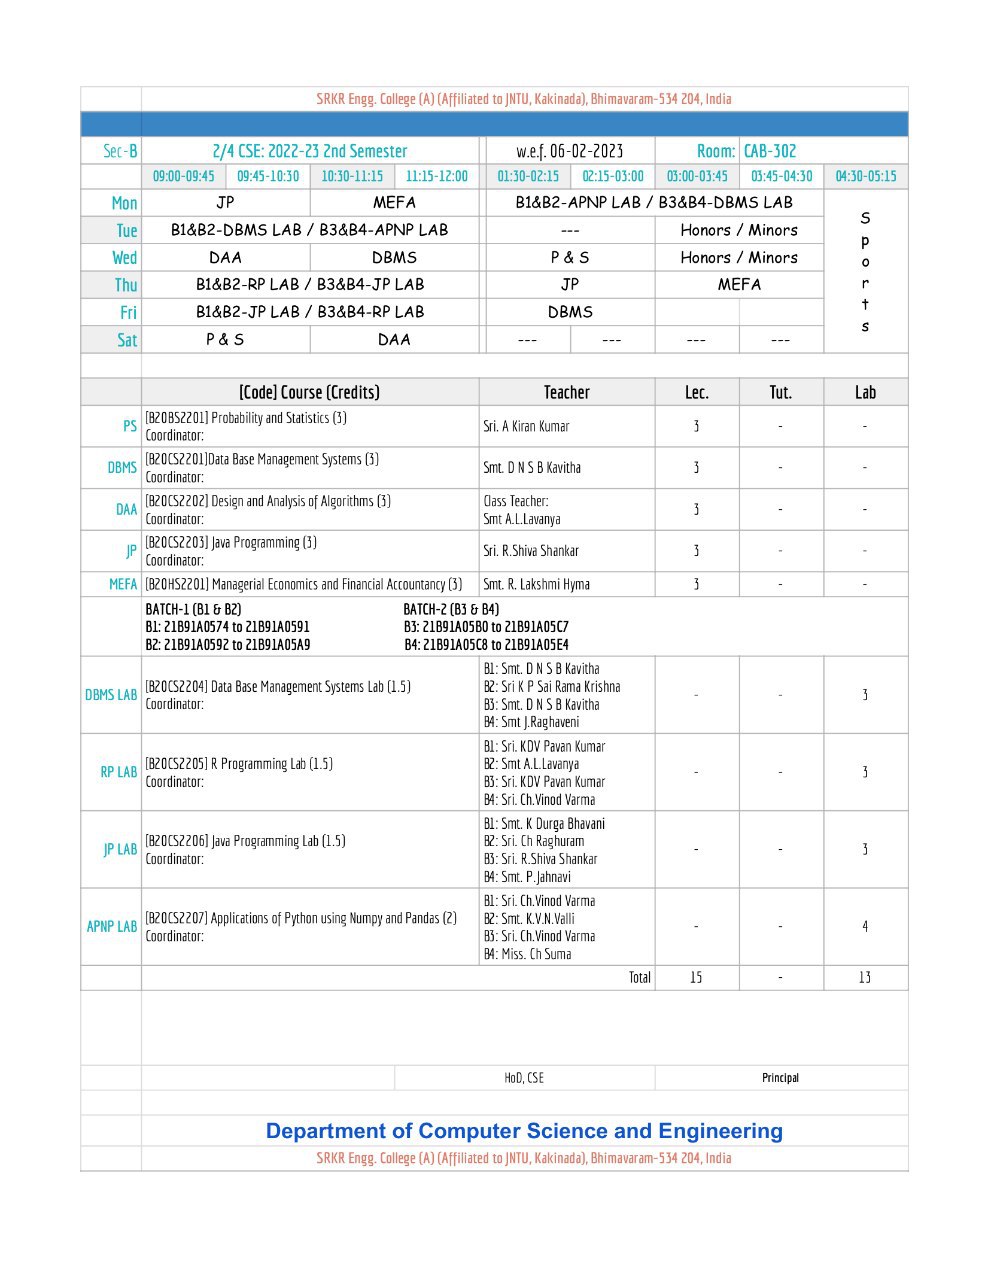 SRKR Engg. College (A) (Affiliated to JNTU, Kakinada), Bhimavaram-534 204, India
Sec-B 2/4 CSE: 2022-23 2nd Semester w.e.f. 06-02-2023 Room: CAB-302
09:00-09:45 09:45-10:30 10:30-11:15 11:15-12:00 01:30-02:15 02:15-03:00 03:00-03:45 03:45-04:30 04:30-05:15
Mon JP MEFA B1&B2-APNP LAB / B3&B4-DBMS LAB
Tue B1&B2-DBMS LAB / B3&B4-APNP LAB --- Honors / Minors
Wed DAA DBMS P & S Honors / Minors
Thu B1&B2-RP LAB / B3&B4-JP LAB JP MEFA
Fri B1&B2-JP LAB / B3&B4-RP LAB DBMS
Sat P & S DAA --- --- --- ---
S
p
o
r
t
s
[Code] Course (Credits) Teacher Lec. Tut. Lab
PS [B20BS2201] Probability and Statistics (3) Sri. A Kiran Kumar 3 - -
Coordinator:
DBMS [B20CS2201]Data Base Management Systems (3) Smt. D N S B Kavitha 3 - -
Coordinator:
DAA [B20CS2202] Design and Analysis of Algorithms (3) Class Teacher: 3 - -
Coordinator: Smt A.L.Lavanya
JP [B20CS2203] Java Programming (3) Sri. R.Shiva Shankar 3 - -
Coordinator:
MEFA [B20HS2201] Managerial Economics and Financial Accountancy (3) Smt. R. Lakshmi Hyma 3 - -
BATCH-1 (B1 & B2) BATCH-2 (B3 & B4)
B1: 21B91A0574 to 21B91A0591 B3: 21B91A05B0 to 21B91A05C7
B2: 21B91A0592 to 21B91A05A9 B4: 21B91A05C8 to 21B91A05E4
DBMS LAB [B20CS2204] Data Base Management Systems Lab (1.5) - - 3
Coordinator:
B1: Smt. D N S B Kavitha
B2: Sri K P Sai Rama Krishna
B3: Smt. D N S B Kavitha
B4: Smt J.Raghaveni
RP LAB [B20CS2205] R Programming Lab (1.5) - - 3
Coordinator:
B1: Sri. KDV Pavan Kumar
B2: Smt A.L.Lavanya
B3: Sri. KDV Pavan Kumar
B4: Sri. Ch.Vinod Varma
JP LAB [B20CS2206] Java Programming Lab (1.5) - - 3
Coordinator:
B1: Smt. K Durga Bhavani
B2: Sri. Ch Raghuram
B3: Sri. R.Shiva Shankar
B4: Smt. P.Jahnavi
APNP LAB [B20CS2207] Applications of Python using Numpy and Pandas (2) - - 4
Coordinator:
B1: Sri. Ch.Vinod Varma
B2: Smt. K.V.N.Valli
B3: Sri. Ch.Vinod Varma
B4: Miss. Ch Suma
Total 15 - 13
HoD, CSE Principal
Department of Computer Science and Engineering
SRKR Engg. College (A) (Affiliated to JNTU, Kakinada), Bhimavaram-534 204, India